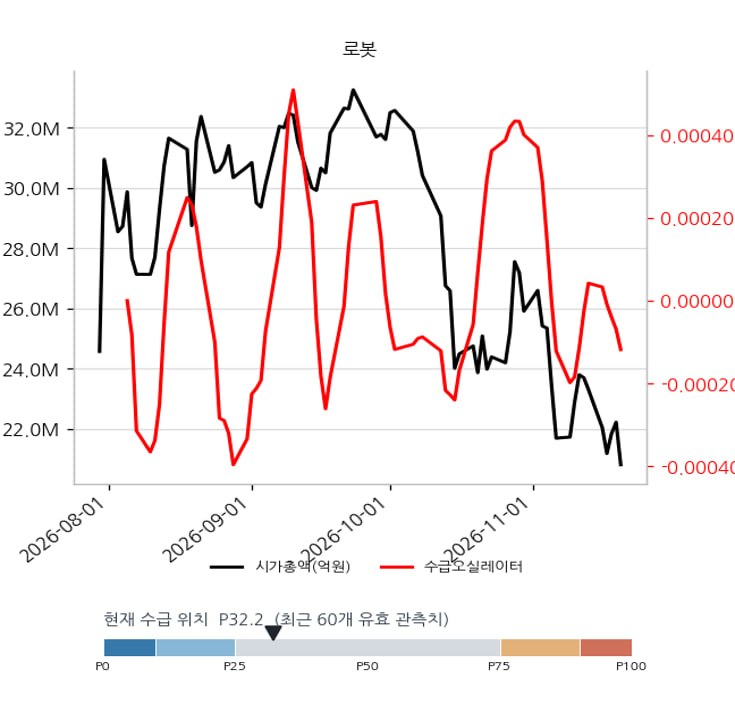 로봇
32.0M
30.0M
28.0M
26.0M
24.0M
22.0M
0.00040
0.00020
0.00000
-0.00020
-0.00040
2026-08-01
2026-09-01
2026-10-01
2026-11-01
시가총액(억원)
수급오실레이터
현재 수급 위치 P32.2 (최근 60개 유효 관측치)
P0
P25
P50
P75
P100